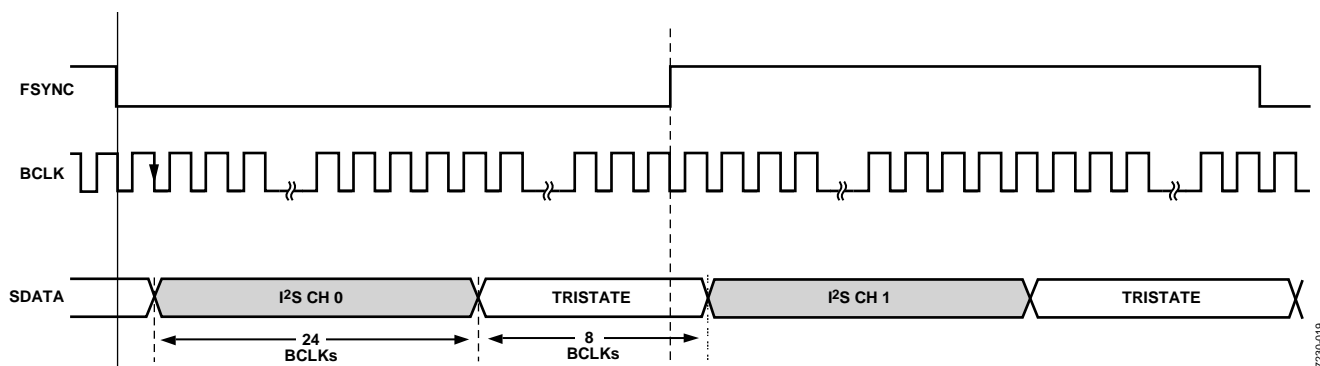 FSYNC
BCLK
SDATA
I²S CH 0
TRISTATE
I²S CH 1
TRISTATE
24
BCLKs
8
BCLKs